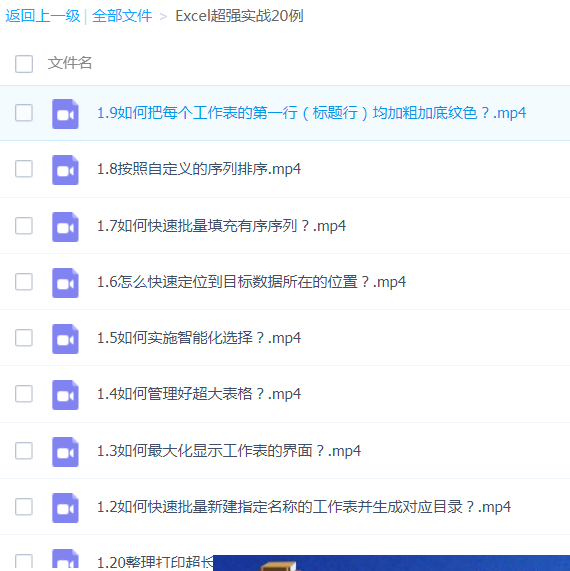 返回上一级 | 全部文件 > Excel超强实战20例
文件名
1.9如何把每个工作表的第一行（标题行）均加粗加底纹色？.mp4
1.8按照自定义的序列排序.mp4
1.7如何快速批量填充有序序列？.mp4
1.6怎么快速定位到目标数据所在的位置？.mp4
1.5如何实施智能化选择？.mp4
1.4如何管理好超大表格？.mp4
1.3如何最大化显示工作表的界面？.mp4
1.2如何快速批量新建指定名称的工作表并生成对应目录？.mp4
1.20整理打印超长